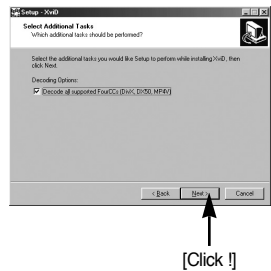 Setup - XviD
Select Additional Tasks
Which additional tasks should be performed?
Select the additional tasks you would like Setup to perform while installing XviD, then
click Next.
Decoding Options:
Decode all supported FourCCs (DivX, DX50, MP4V)
< Back
Next >
Cancel
[Click !]